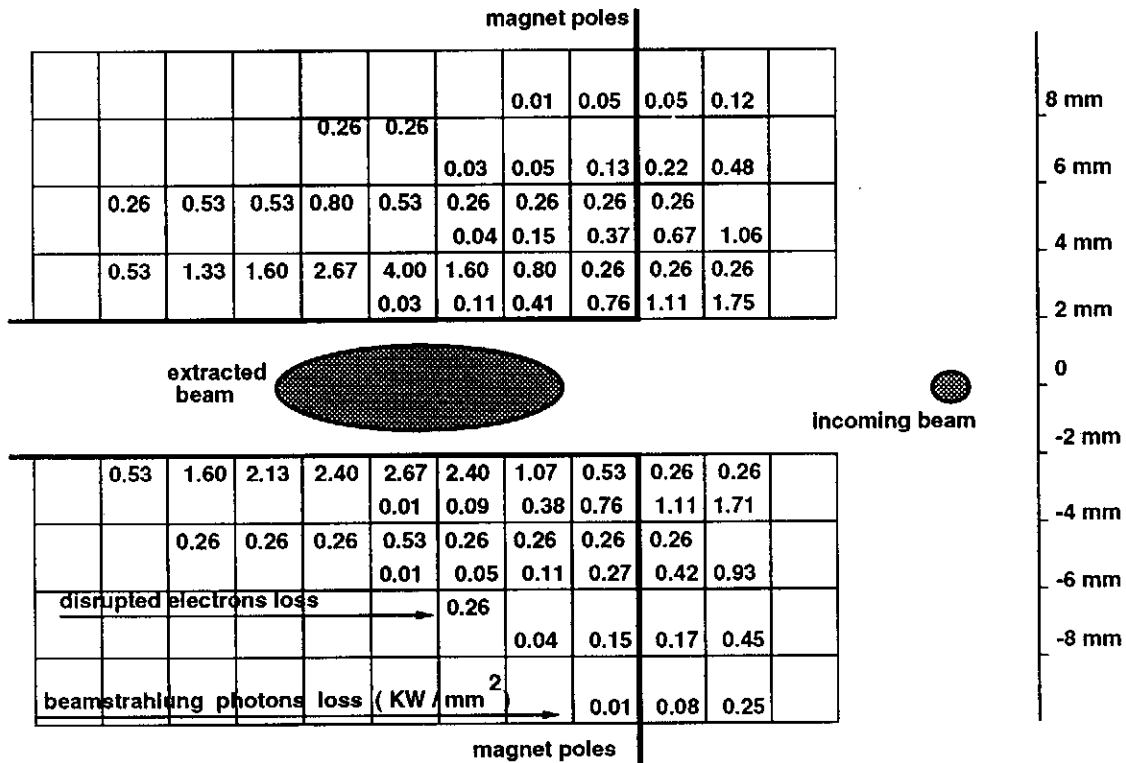 magnet poles
0.01 0.05 0.05 0.12 8 mm
0.26 0.26
0.03 0.05 0.13 0.22 0.48 6 mm
0.26 0.53 0.53 0.80 0.53 0.26 0.26 0.26 0.26
0.04 0.15 0.37 0.67 1.06 4 mm
0.53 1.33 1.60 2.67 4.00 1.60 0.80 0.26 0.26 0.26
0.03 0.11 0.41 0.76 1.11 1.75 2 mm
extracted
beam
0
incoming beam
-2 mm
0.53 1.60 2.13 2.40 2.67 2.40 1.07 0.53 0.26 0.26
0.01 0.09 0.38 0.76 1.11 1.71 -4 mm
0.26 0.26 0.26 0.53 0.26 0.26 0.26 0.26
0.01 0.05 0.11 0.27 0.42 0.93 -6 mm
disrupted electrons loss 0.26
0.04 0.15 0.17 0.45 -8 mm
beamstrahlung photons loss ( KW / mm²)
0.01 0.08 0.25
magnet poles